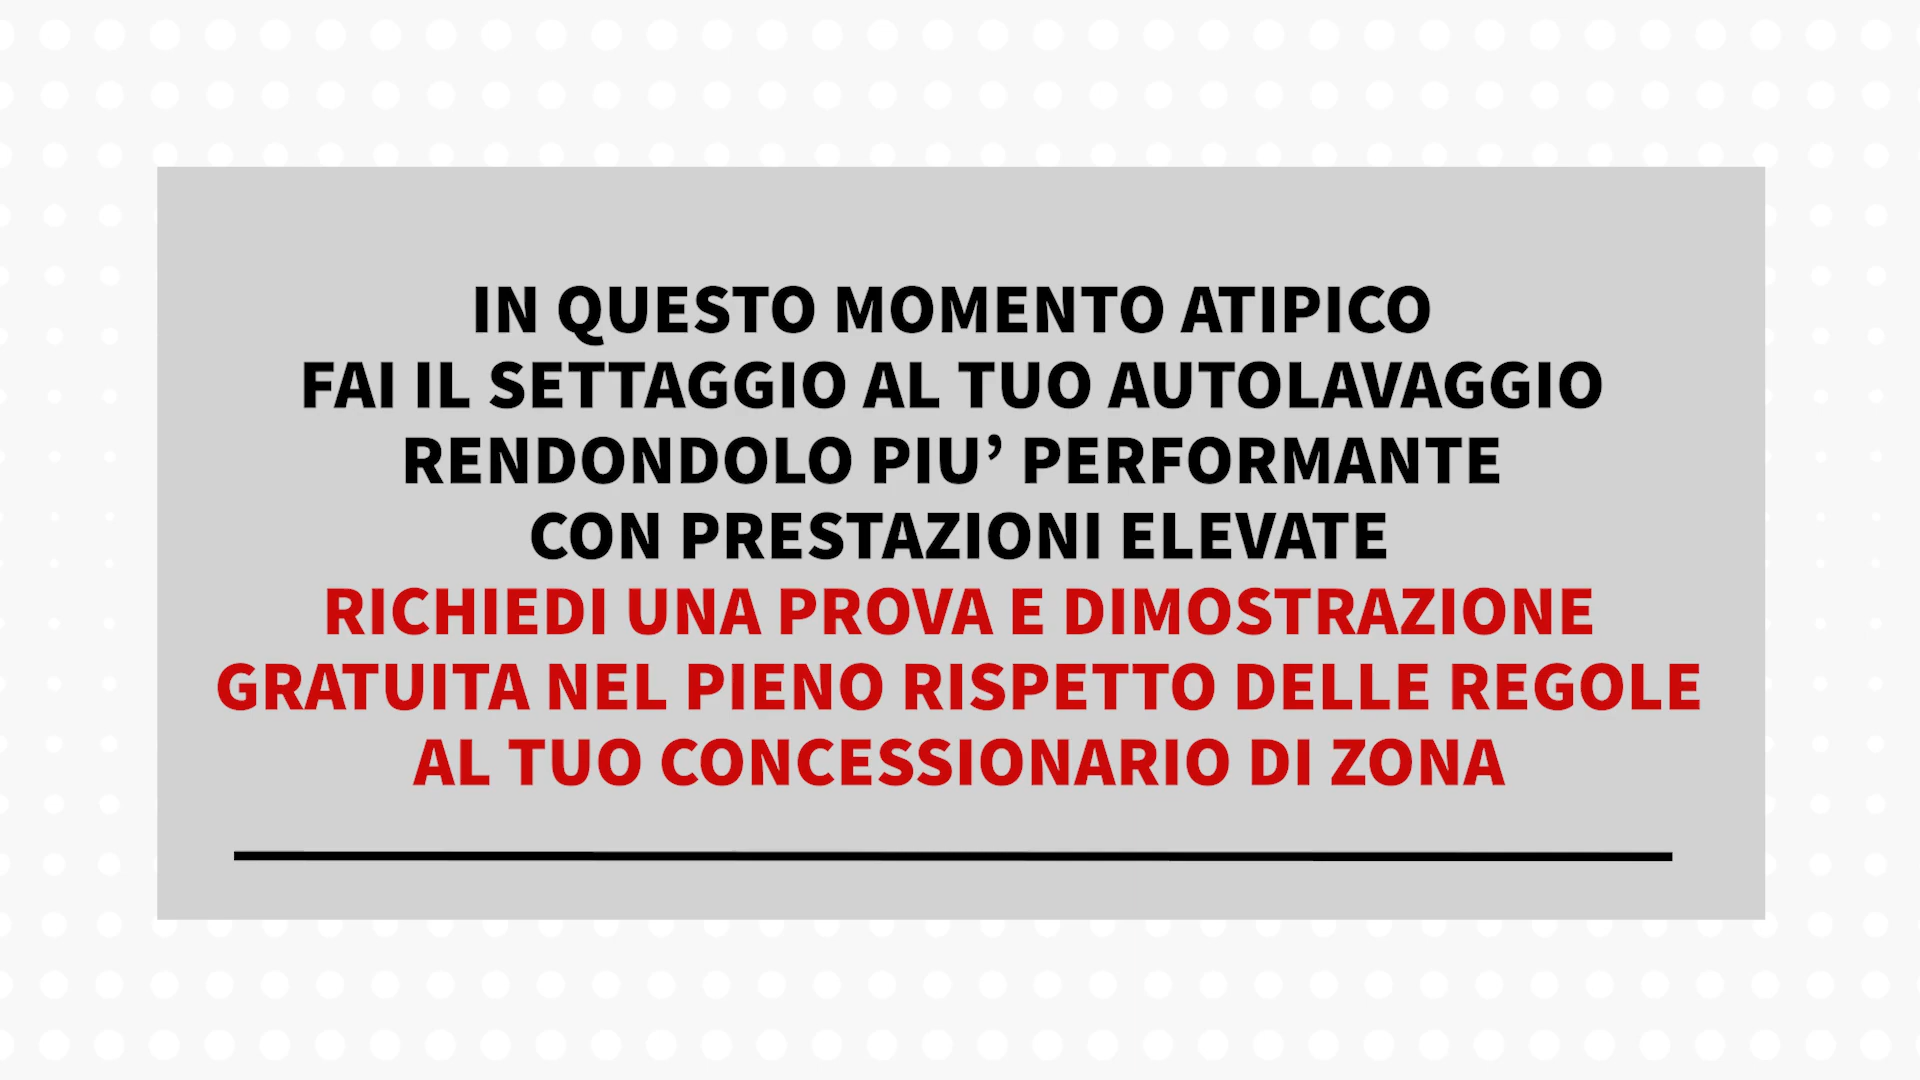 IN QUESTO MOMENTO ATIPICO
FAI IL SETTAGGIO AL TUO AUTOLAVAGGIO
RENDONDOLO PIU’ PERFORMANTE
CON PRESTAZIONI ELEVATE
RICHIEDI UNA PROVA E DIMOSTRAZIONE
GRATUITA NEL PIENO RISPETTO DELLE REGOLE
AL TUO CONCESSIONARIO DI ZONA